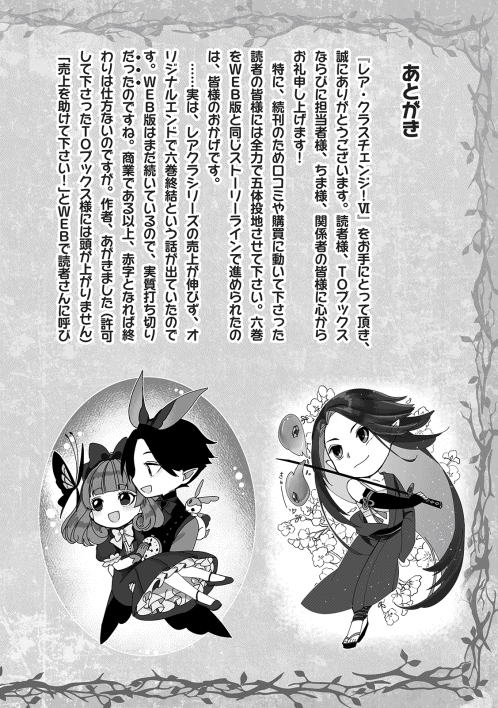 あとがき
『レア・クラスチェンジ！Ⅵ』をお手にとって頂き、
誠にありがとうございます。読者様、ＴＯブックス
ならびに担当者様、ちま様、関係者の皆様に心から
お礼申し上げます！
特に、続刊のため口コミや購買に動いて下さった
読者の皆様には全力で五体投地させて下さい。六巻
をＷＥＢ版と同じストーリーラインで進められたの
は、皆様のおかげです。
……実は、レアクラシリーズの売上が伸びず、オ
リジナルエンドで六巻終結という話が出ていたので
す。ＷＥＢ版はまだ続いているので、実質打ち切り
だったのですね。商業である以上、赤字となれば終
わりは仕方ないのですが。作者、あがきました（許可
して下さったＴＯブックス様には頭が上がりません）
「売上を助けて下さい！」とＷＥＢで読者さんに呼び